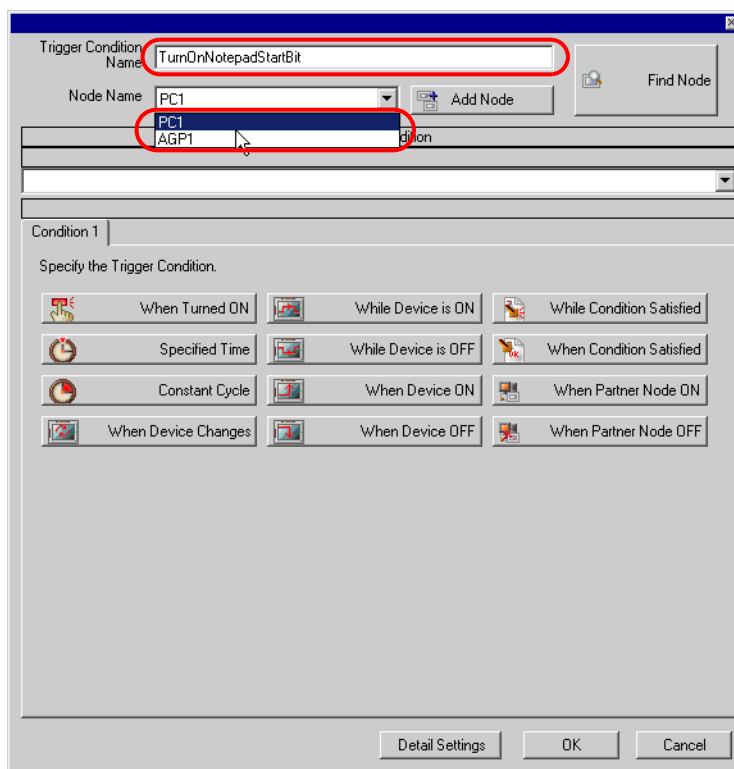 Trigger Condition
Name
TurnOnNotepadStartBit
Find Node
Node Name
PC1
Add Node
PC1
AGP1
dition
Condition 1
Specify the Trigger Condition.
When Turned ON
While Device is ON
While Condition Satisfied
Specified Time
While Device is OFF
When Condition Satisfied
Constant Cycle
When Device ON
When Partner Node ON
When Device Changes
When Device OFF
When Partner Node OFF
Detail Settings
OK
Cancel